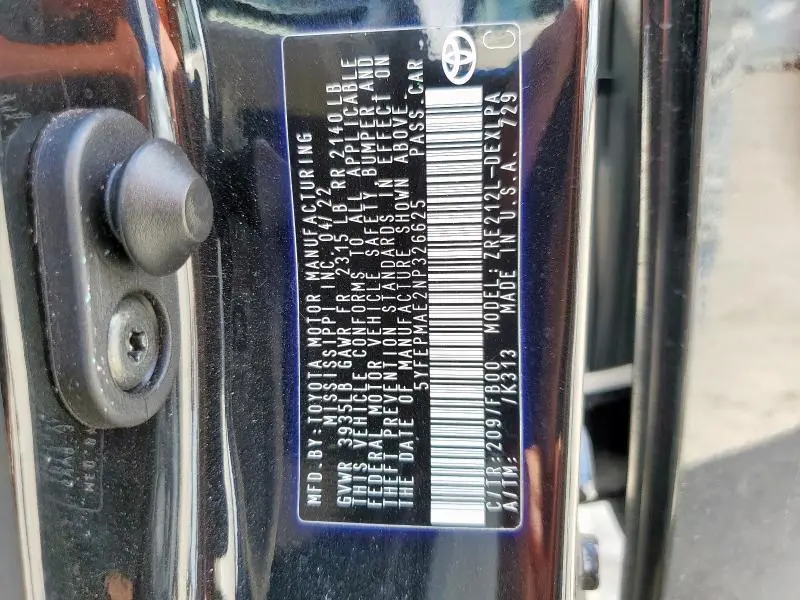 MFD.BY:TOYOTA MOTOR MANUFACTURING
MISSISSIPPI INC. 04/22
GVWR 3935LB GAWR FR 2315 LB RR 2140LB
THIS VEHICLE CONFORMS TO ALL APPLICABLE
FEDERAL MOTOR VEHICLE SAFETY, BUMPER AND
THEFT PREVENTION STANDARDS IN EFFECT ON
THE DATE OF MANUFACTURE SHOWN ABOVE.
5YFEPMAE2NP326625 PASS.CAR
C/TR:209/FB00 MODEL:ZRE212L-DEXLPA
A/TM: /K313 MADE IN U.S.A. 729
C